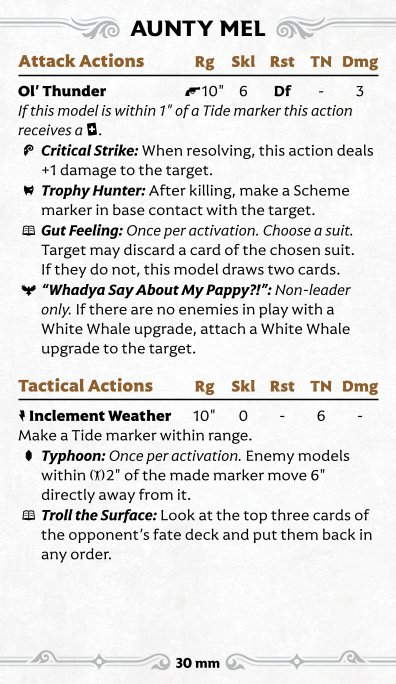 AUNTY MEL
Attack Actions Rg Skl Rst TN Dmg
Ol' Thunder 10" 6 Df - 3
If this model is within 1" of a Tide marker this action
receives a .
Critical Strike: When resolving, this action deals
+1 damage to the target.
Trophy Hunter: After killing, make a Scheme
marker in base contact with the target.
Gut Feeling: Once per activation. Choose a suit.
Target may discard a card of the chosen suit.
If they do not, this model draws two cards.
“Whadya Say About My Pappy?!”: Non-leader
only. If there are no enemies in play with a
White Whale upgrade, attach a White Whale
upgrade to the target.
Tactical Actions Rg Skl Rst TN Dmg
Inclement Weather 10" 0 - 6 -
Make a Tide marker within range.
Typhoon: Once per activation. Enemy models
within 2" of the made marker move 6"
directly away from it.
Troll the Surface: Look at the top three cards of
the opponent's fate deck and put them back in
any order.
30 mm